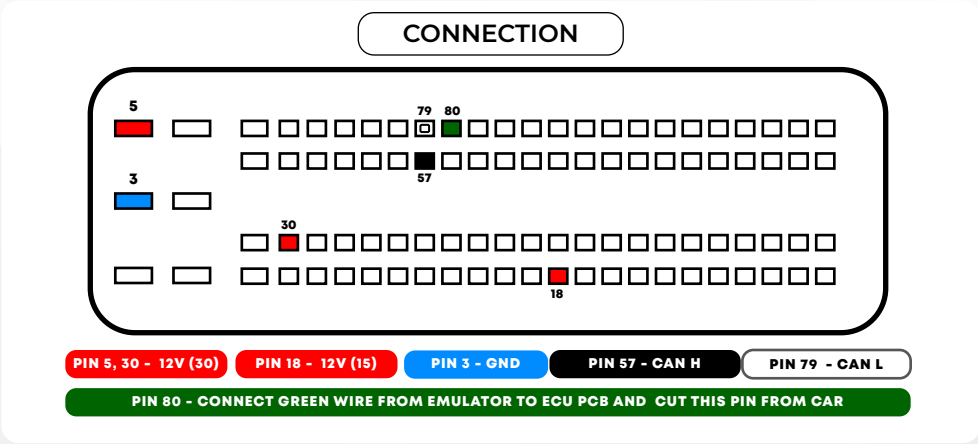 CONNECTION
5
79 80
57
3
30
18
PIN 5, 30 - 12V (30)
PIN 18 - 12V (15)
PIN 3 - GND
PIN 57 - CAN H
PIN 79 - CAN L
PIN 80 - CONNECT GREEN WIRE FROM EMULATOR TO ECU PCB AND CUT THIS PIN FROM CAR